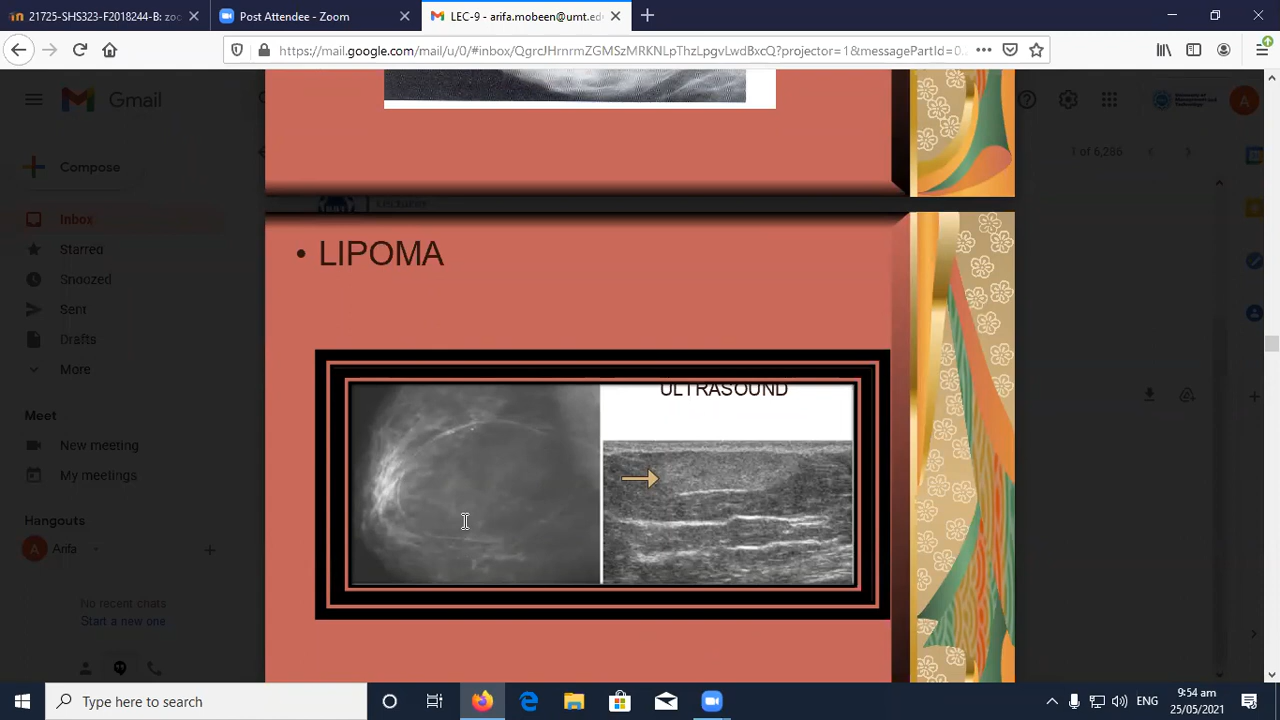 21725-SHS323-F2018244-B: zoo
Post Attendee - Zoom
LEC-9 - arifa.mobeen@umt.ed
https://mail.google.com/mail/u/0/#inbox/QgrcJHrnrmZGMSzMRKNLpThzLpgvLwdBxcQ?projector=1&messagePartId=0.
Gmail
A
Compose
1 of 6,286
Inbox
Lectures
Starred
Snoozed
Sent
Drafts
More
Meet
New meeting
My meetings
Hangouts
A
Arifa
No recent chats
Start a new one
• LIPOMA
ULTRASOUND
Type here to search
ENG
9:54 am
25/05/2021